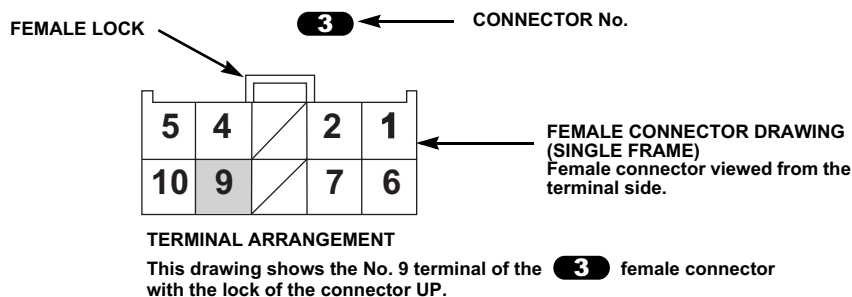 FEMALE LOCK
3
CONNECTOR No.
5 4 2 1
10 9 7 6
FEMALE CONNECTOR DRAWING
(SINGLE FRAME)
Female connector viewed from the
terminal side.
TERMINAL ARRANGEMENT
This drawing shows the No. 9 terminal of the 3 female connector
with the lock of the connector UP.